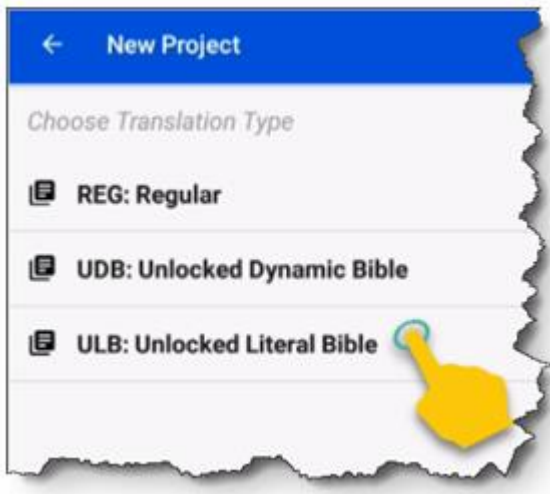 New Project
Choose Translation Type
REG: Regular
UDB: Unlocked Dynamic Bible
ULB: Unlocked Literal Bible